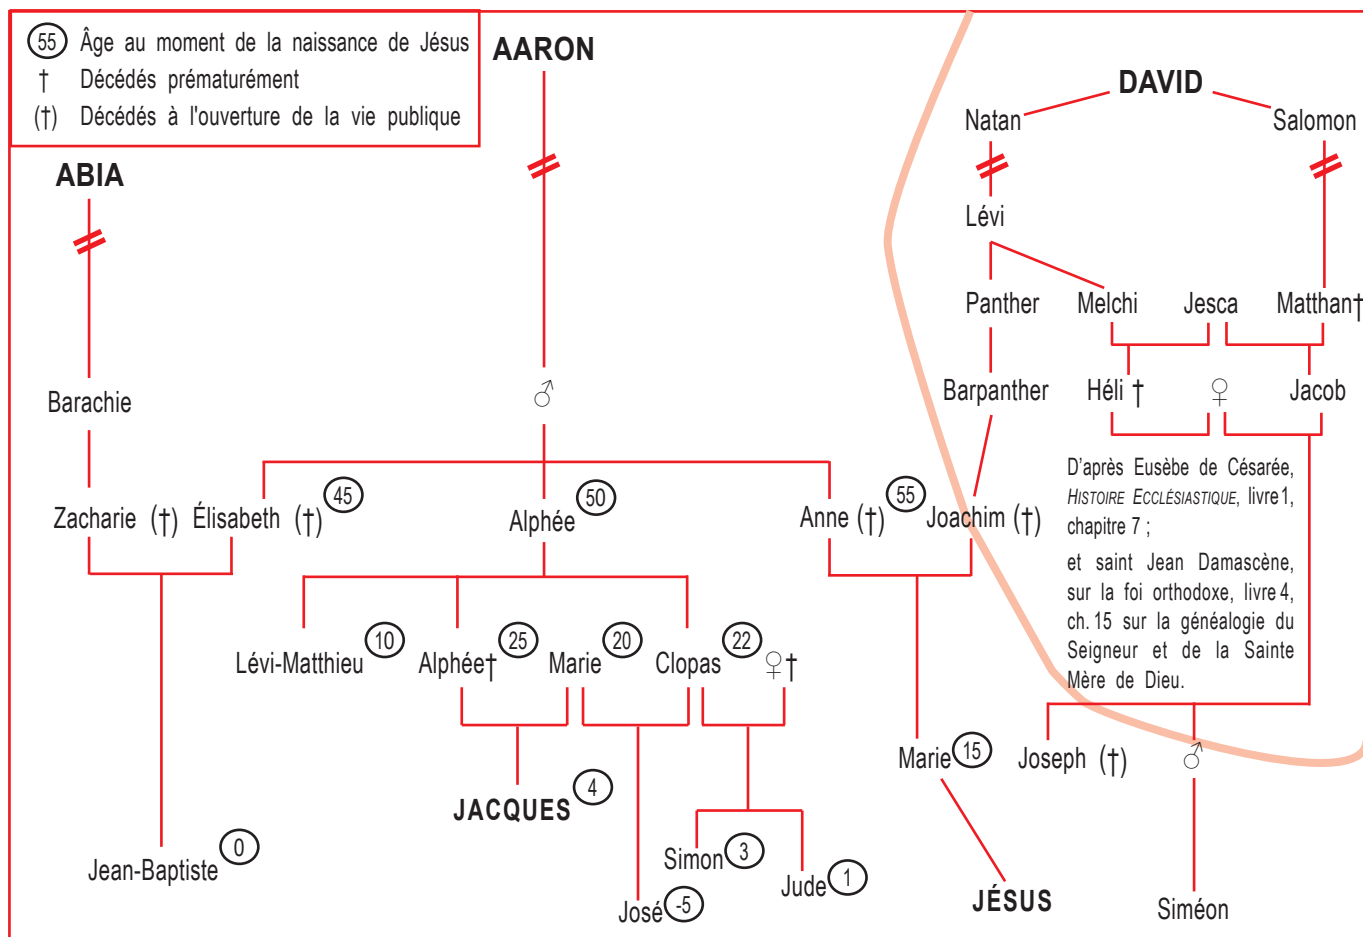 55 Âge au moment de la naissance de Jésus
† Décédés prématurément
(†) Décédés à l'ouverture de la vie publique
AARON
DAVID
Natan
Salomon
ABIA
Lévi
Panther
Melchi
Jesca
Matthan†
Barachie
♂
Barpanther
Héli †
♀
Jacob
D'après Eusèbe de Césarée,
HISTOIRE ECCLÉSIASTIQUE, livre 1,
chapitre 7 ;
et saint Jean Damascène,
sur la foi orthodoxe, livre 4,
ch. 15 sur la généalogie du
Seigneur et de la Sainte
Mère de Dieu.
Zacharie (†)
Élisabeth (†) 45
Alphée 50
Anne (†) 55
Joachim (†)
Lévi-Matthieu 10
Alphée† 25
Marie 20
Clopas 22
♀†
Marie 15
Joseph (†)
♂
JACQUES 4
Jean-Baptiste 0
Simon 3
Jude 1
José -5
JÉSUS
Siméon